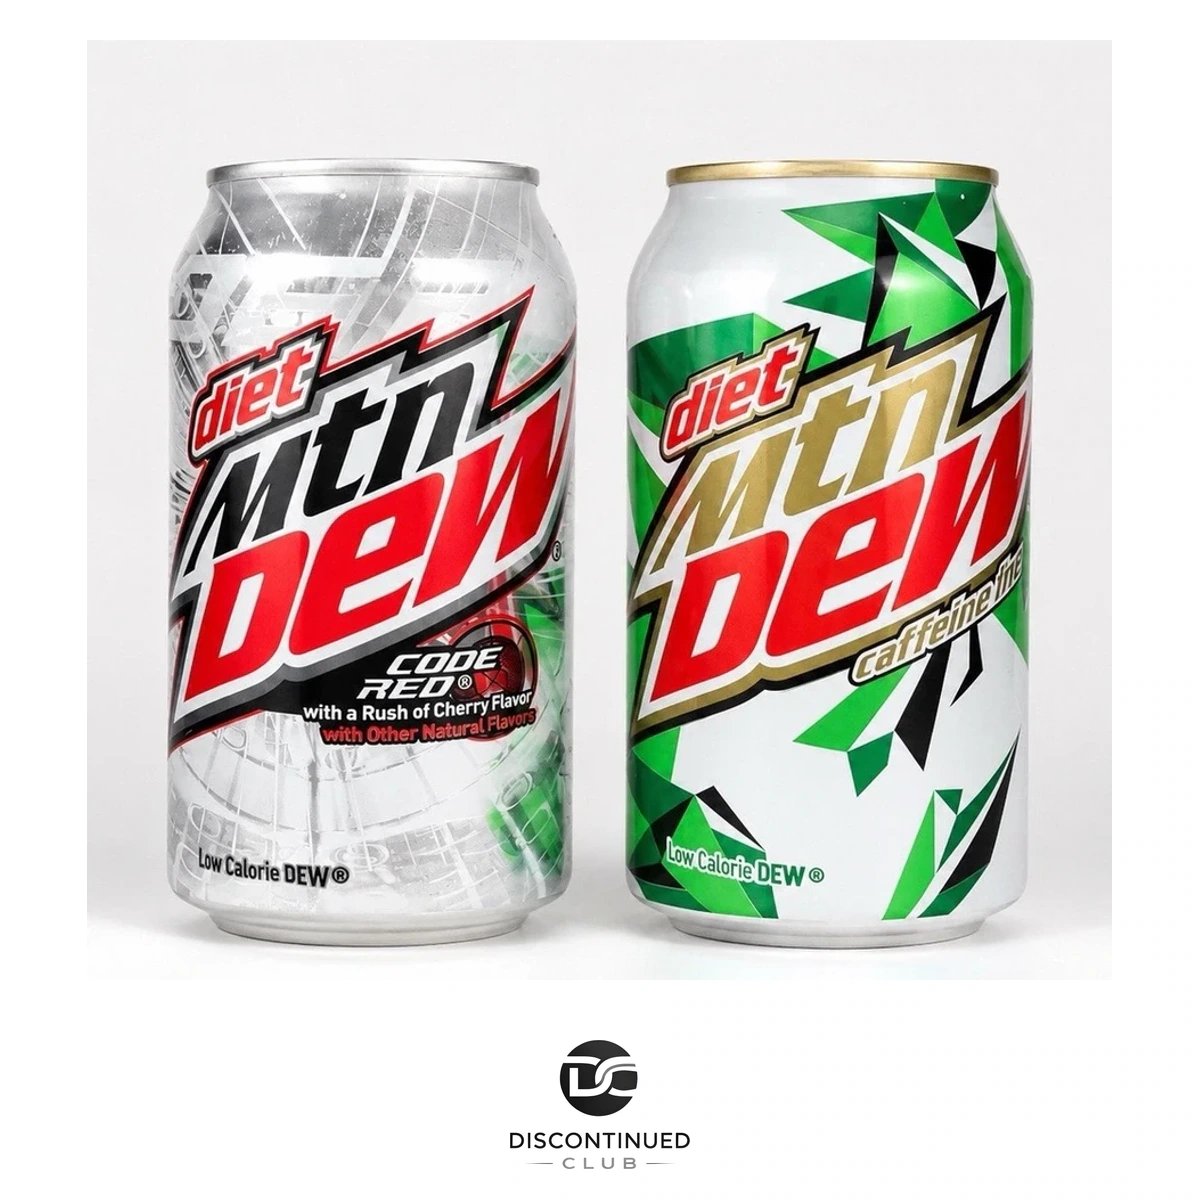 diet
Mtn
Dew®
CODE
RED®
with a Rush of Cherry Flavor
with Other Natural Flavors
Low Calorie DEW®
diet
Mtn
Dew
caffeine free
Low Calorie DEW®
DC
DISCONTINUED
CLUB